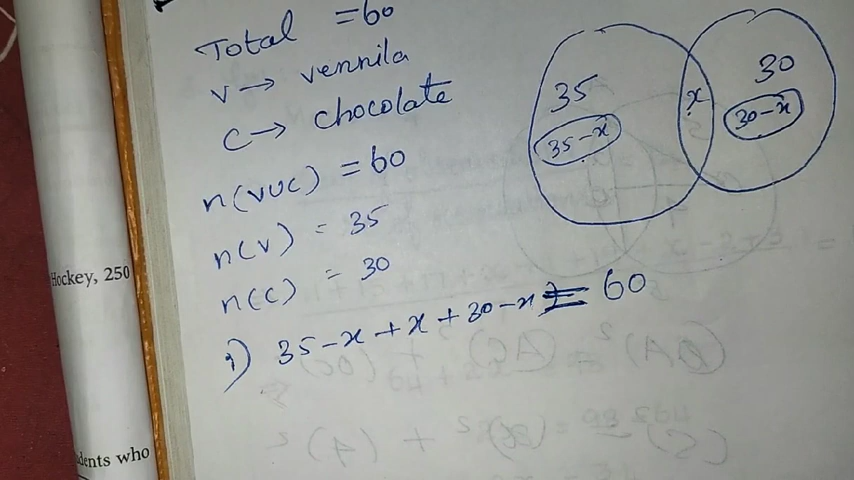 Total = 60
V → vennila
C → chocolate
n(VUC) = 60
n(V) = 35
n(C) = 30
i) 35-x + x + 30-x = 60
35
35-x
x
30
30-x
Hockey, 250
dents who